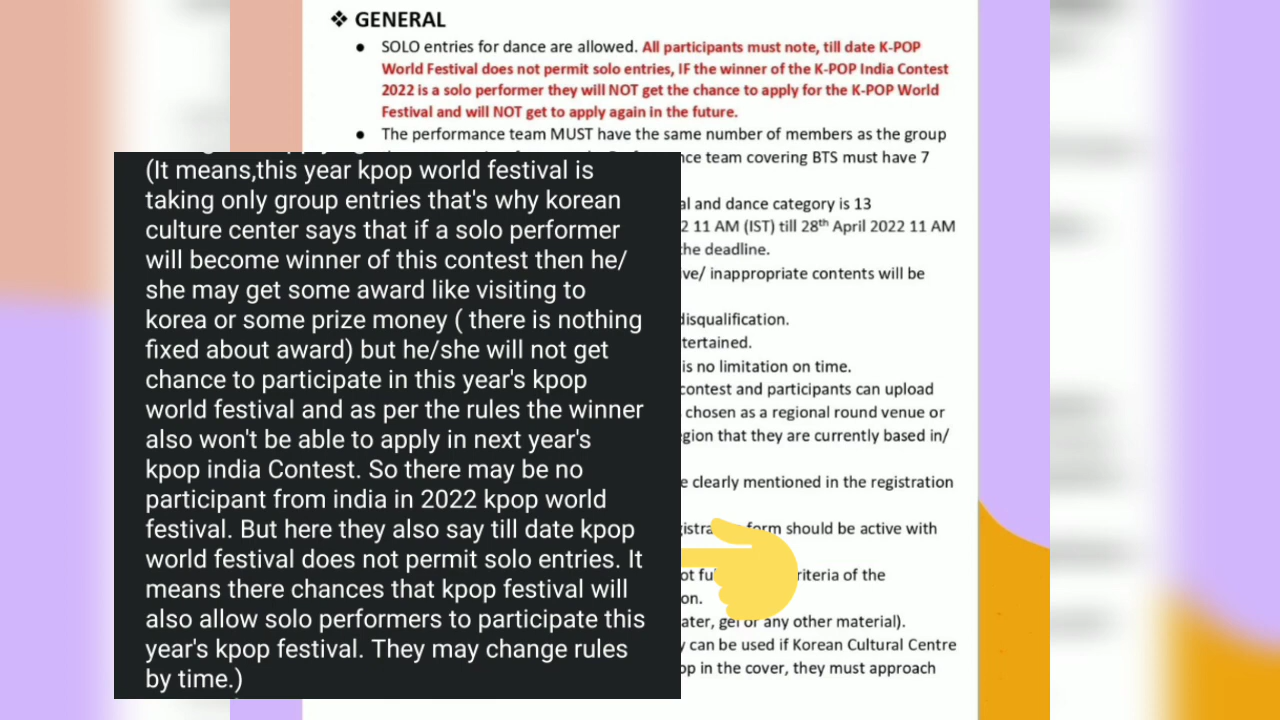 ❖ GENERAL
● SOLO entries for dance are allowed. All participants must note, till date K-POP
World Festival does not permit solo entries, IF the winner of the K-POP India Contest
2022 is a solo performer they will NOT get the chance to apply for the K-POP World
Festival and will NOT get to apply again in the future.
● The performance team MUST have the same number of members as the group
team covering BTS must have 7
and dance category is 13
11 AM (IST) till 28th April 2022 11 AM
the deadline.
inappropriate contents will be
disqualification.
is no limitation on time.
contest and participants can upload
chosen as a regional round venue or
that they are currently based in/
clearly mentioned in the registration
form should be active with
of the
or any other material).
can be used if Korean Cultural Centre
in the cover, they must approach
(It means,this year kpop world festival is
taking only group entries that's why korean
culture center says that if a solo performer
will become winner of this contest then he/
she may get some award like visiting to
korea or some prize money ( there is nothing
fixed about award) but he/she will not get
chance to participate in this year's kpop
world festival and as per the rules the winner
also won't be able to apply in next year's
kpop india Contest. So there may be no
participant from india in 2022 kpop world
festival. But here they also say till date kpop
world festival does not permit solo entries. It
means there chances that kpop festival will
also allow solo performers to participate this
year's kpop festival. They may change rules
by time.)